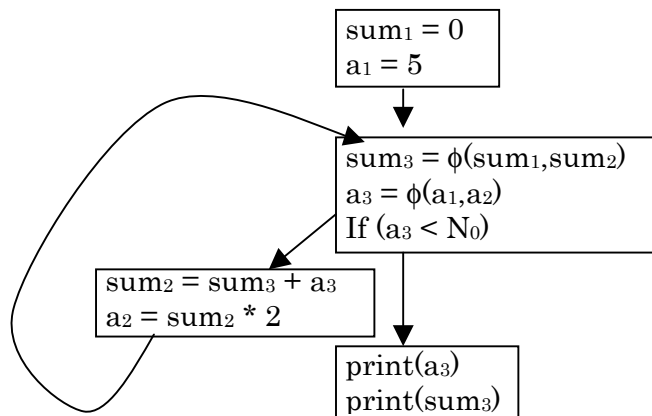 sum₁ = 0
a₁ = 5
sum₃ = ϕ(sum₁,sum₂)
a₃ = ϕ(a₁,a₂)
If (a₃ < N₀)
sum₂ = sum₃ + a₃
a₂ = sum₂ * 2
print(a₃)
print(sum₃)